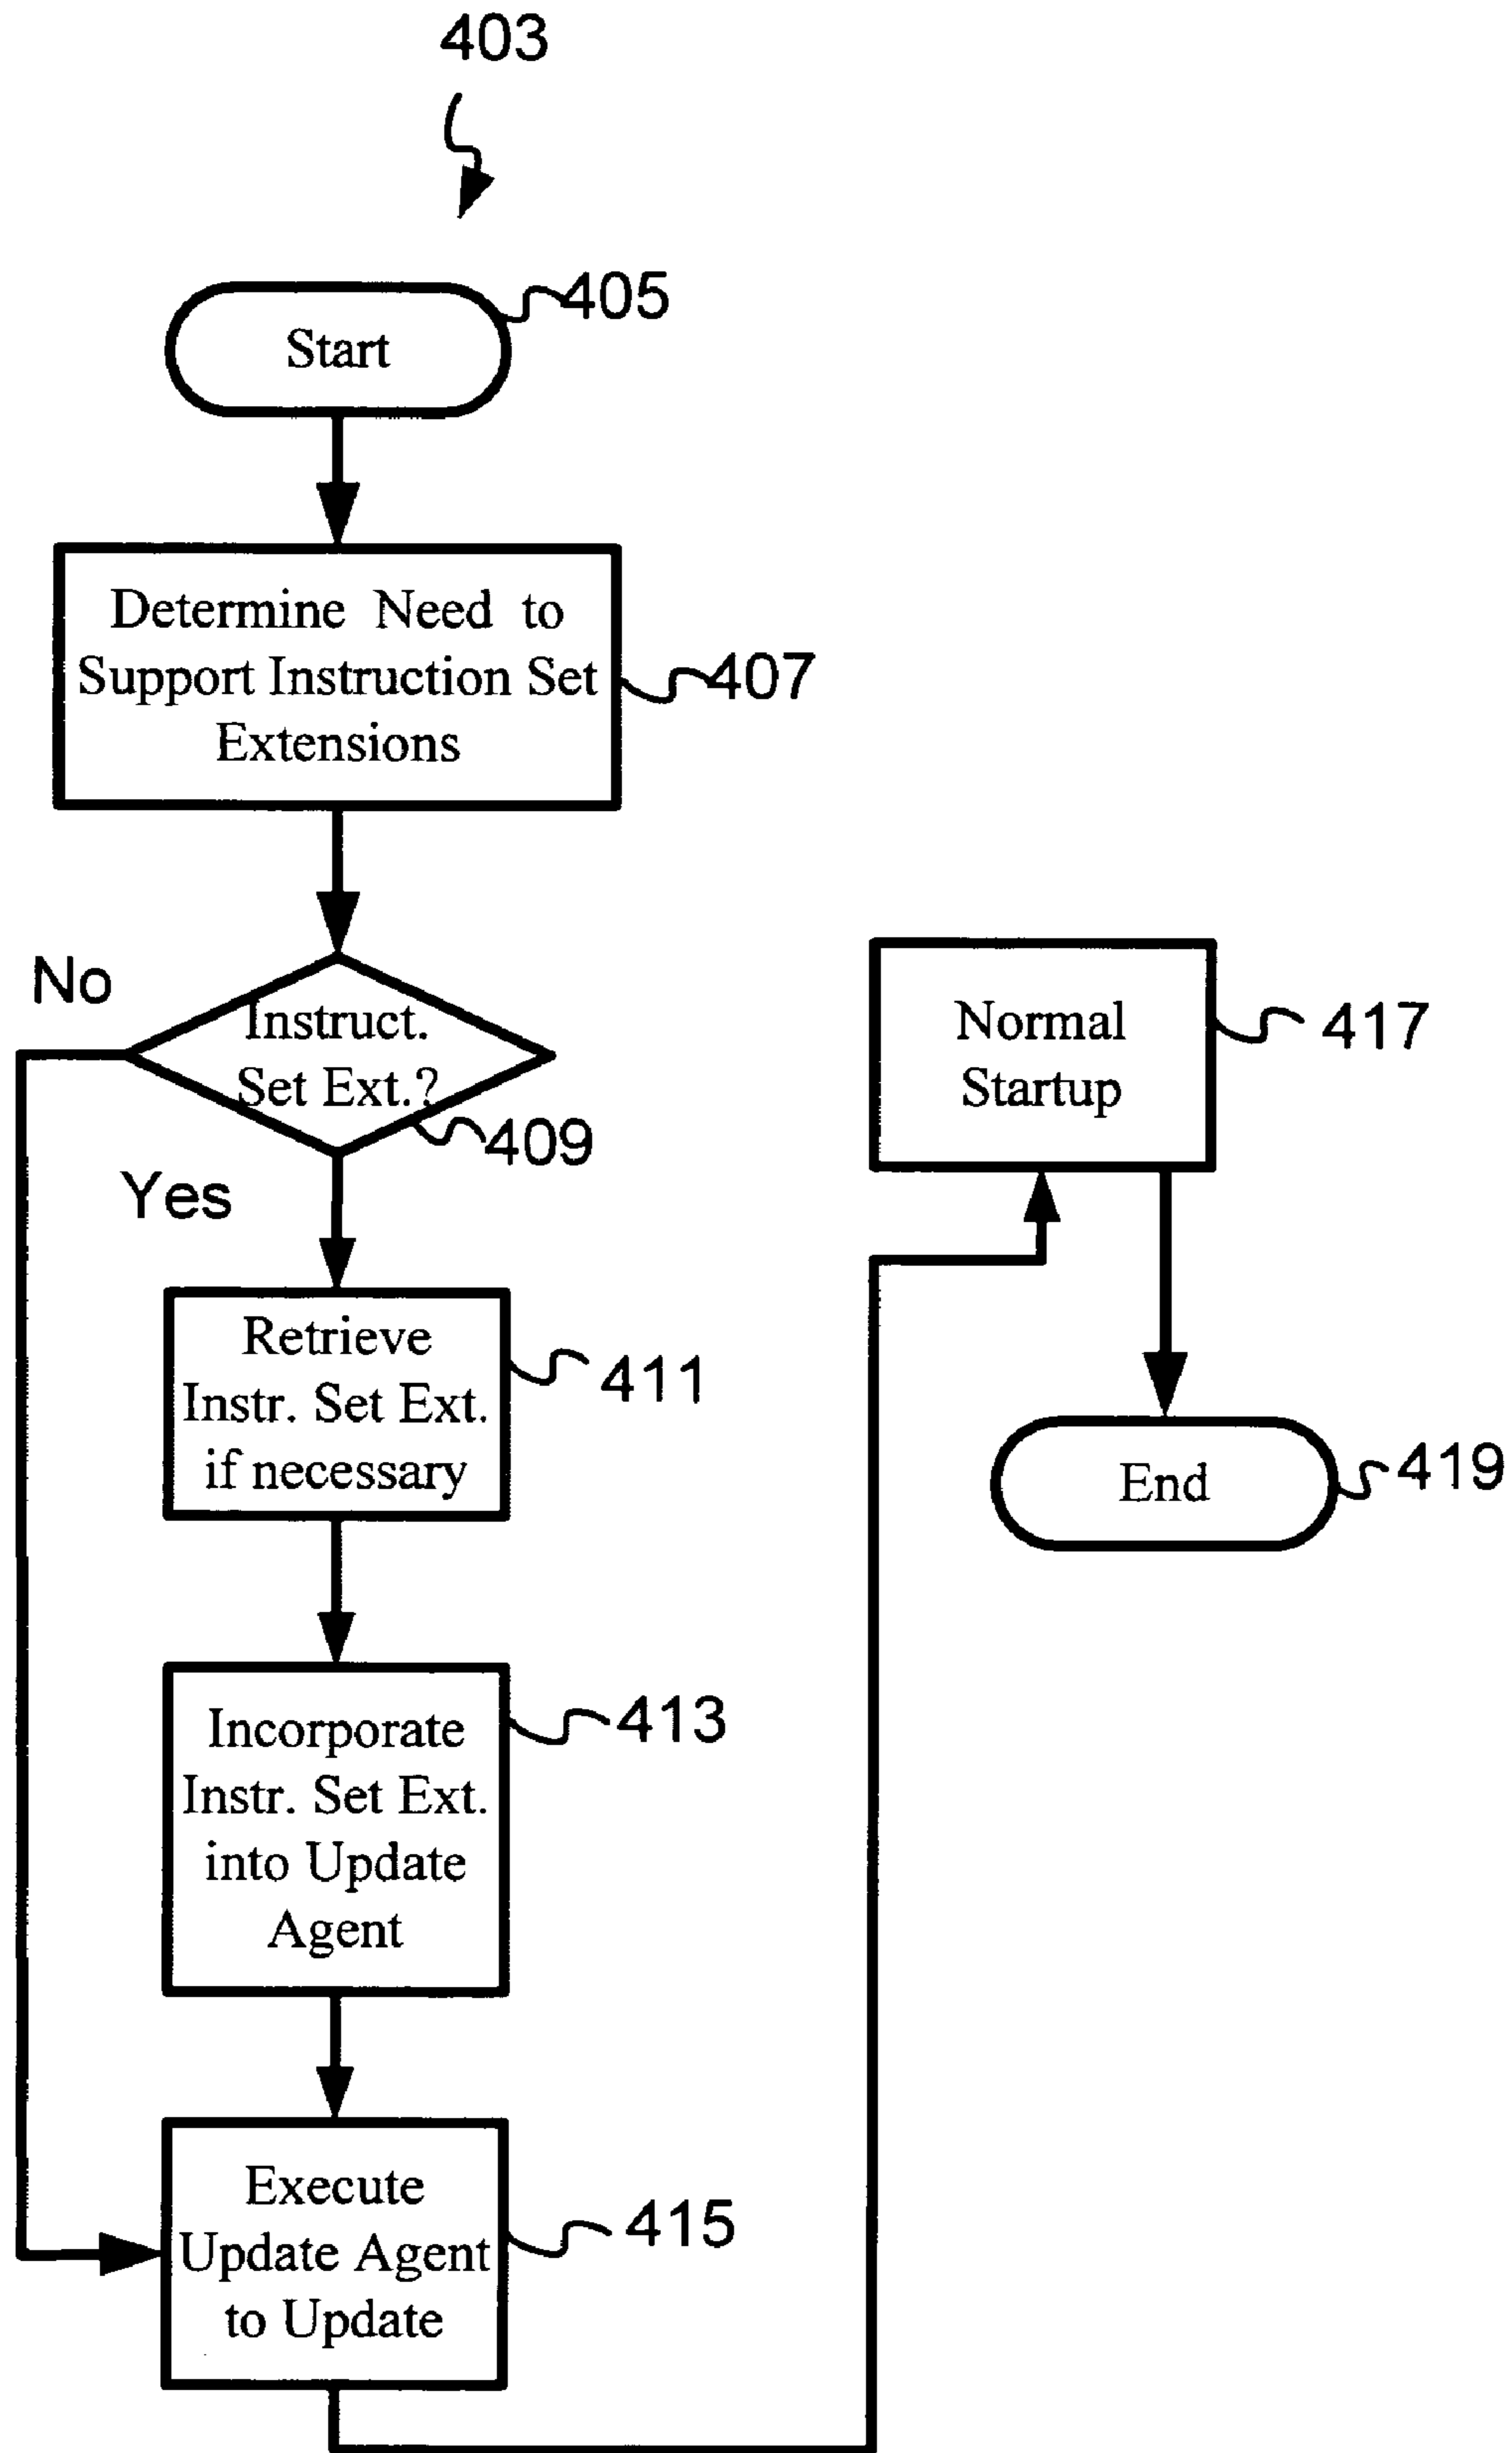 403
405
Start
Determine Need to
Support Instruction Set
Extensions
407
No
Instruct.
Set Ext.?
409
Yes
Retrieve
Instr. Set Ext.
if necessary
411
Incorporate
Instr. Set Ext.
into Update
Agent
413
Execute
Update Agent
to Update
415
Normal
Startup
417
End
419